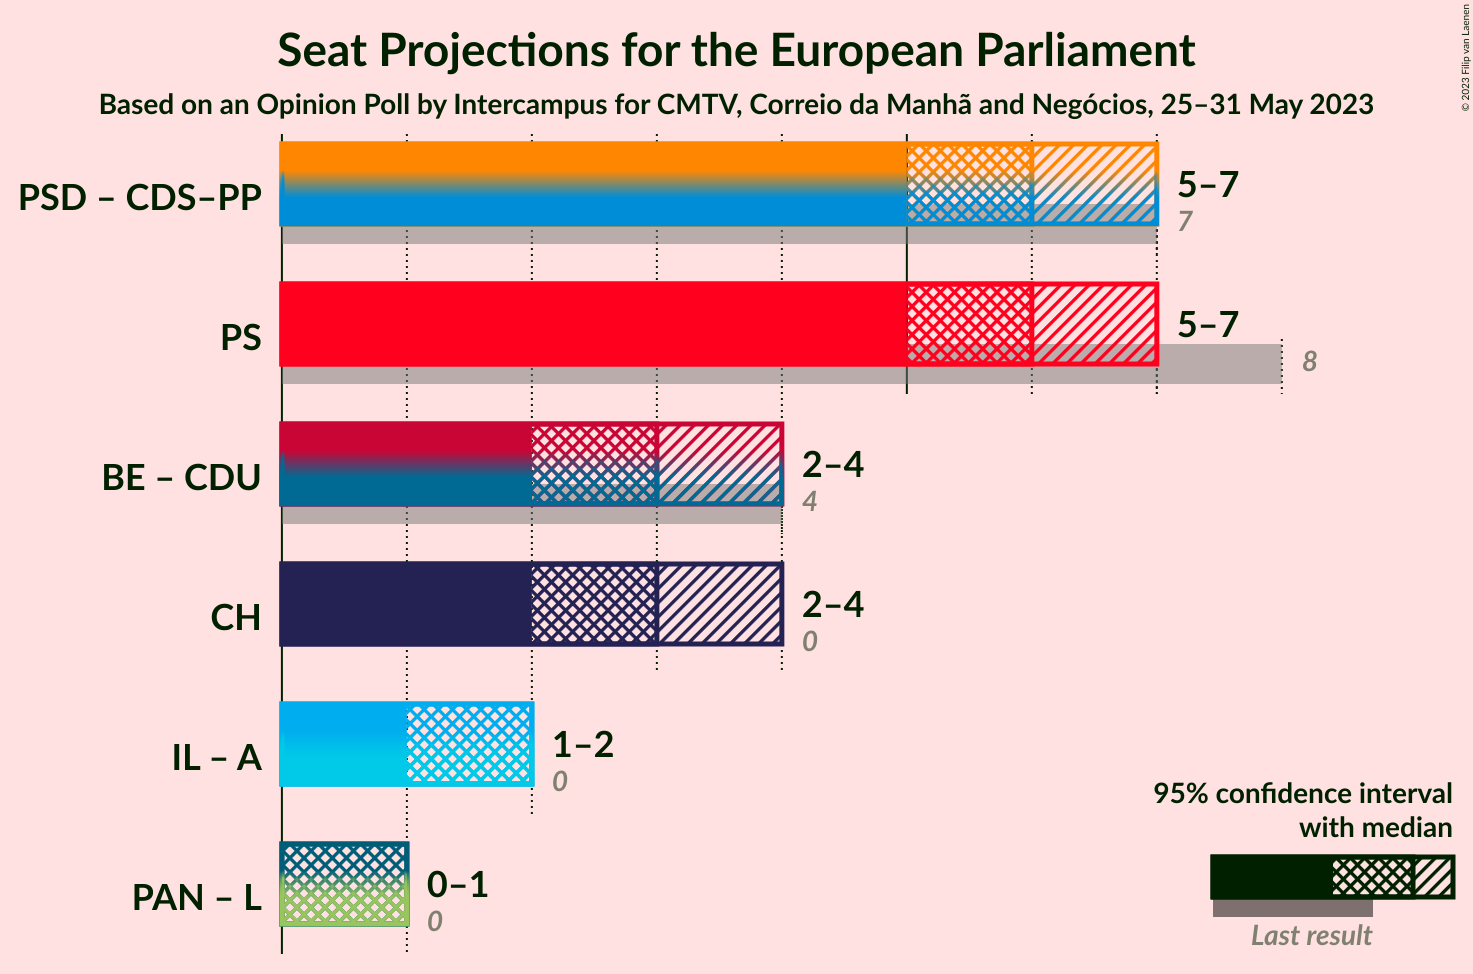 Seat Projections for the European Parliament
Based on an Opinion Poll by Intercampus for CMTV, Correio da Manhã and Negócios, 25–31 May 2023
© 2023 Filip van Laenen
PSD – CDS–PP
5–7
7
PS
5–7
8
BE – CDU
2–4
4
CH
2–4
0
IL – A
1–2
0
PAN – L
0–1
0
95% confidence interval
with median
Last result